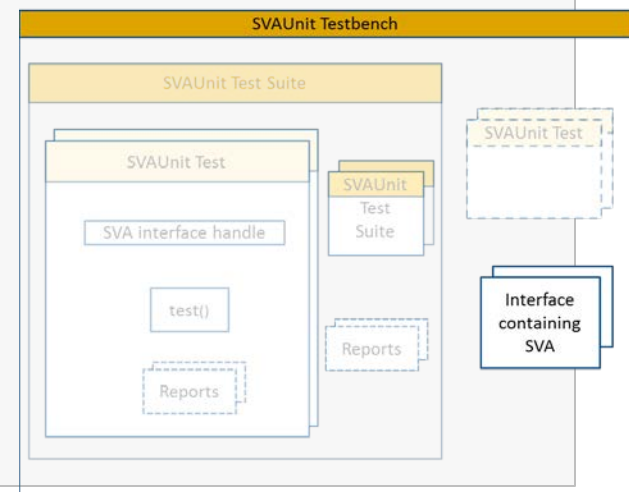 SVAUnit Testbench
SVAUnit Test Suite
SVAUnit Test
SVA interface handle
test()
Reports
SVAUnit
Test
Suite
Reports
SVAUnit Test
Interface
containing
SVA